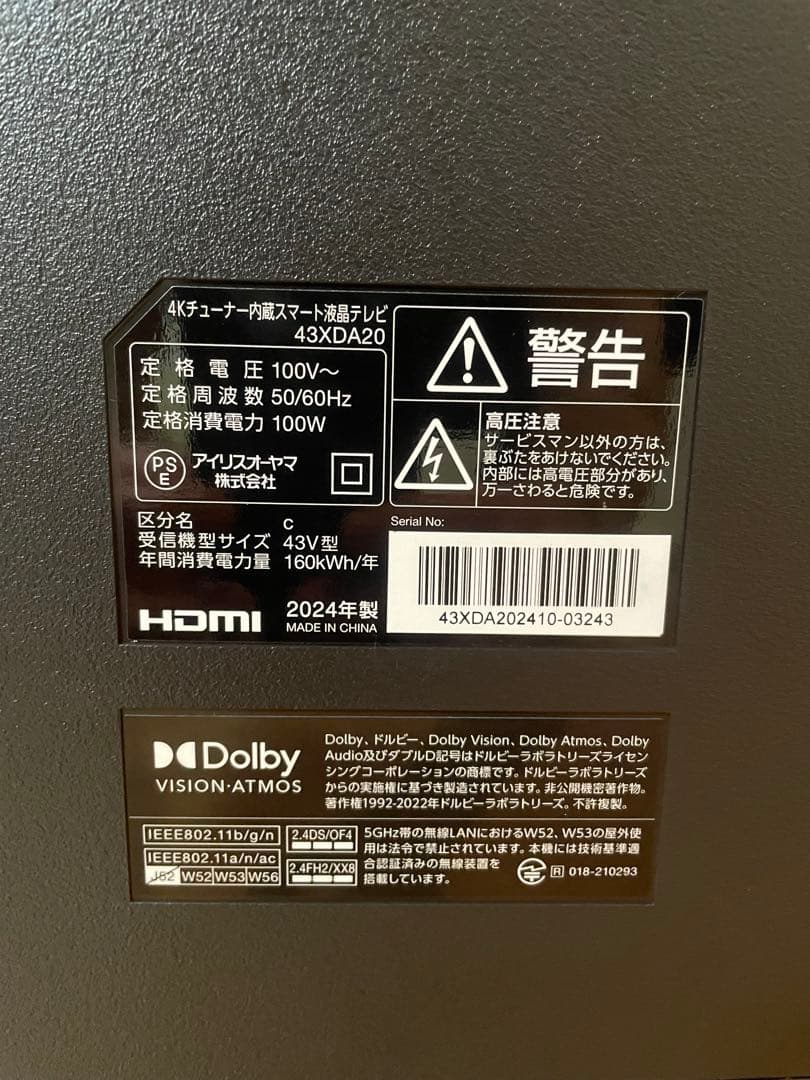 4Kチューナー内蔵スマート液晶テレビ
43XDA20
定格電圧 100V～
定格周波数 50/60Hz
定格消費電力 100W
PSE
アイリスオーヤマ
株式会社
区分名 c
受信機型サイズ 43V型
年間消費電力量 160kWh/年
HDMI
2024年製
MADE IN CHINA
警告
高圧注意
サービスマン以外の方は、
裏ぶたをあけないでください。
内部には高電圧部分があり、
万一さわると危険です。
Serial No:
43XDA202410-03243
Dolby
VISION·ATMOS
Dolby、ドルビー、Dolby Vision、Dolby Atmos、Dolby
Audio及びダブルD記号はドルビーラボラトリーズライセン
シングコーポレーションの商標です。ドルビーラボラトリーズ
からの実施権に基づき製造されています。非公開機密著作物。
著作権1992-2022年ドルビーラボラトリーズ。不許複製。
IEEE802.11b/g/n
IEEE802.11a/n/ac
J52 W52 W53 W56
2.4DS/OF4
2.4FH2/XX8
5GHz帯の無線LANにおけるW52、W53の屋外使
用は法令で禁止されています。本機には技術基準適
合認証済みの無線装置を
搭載しています。
R 018-210293